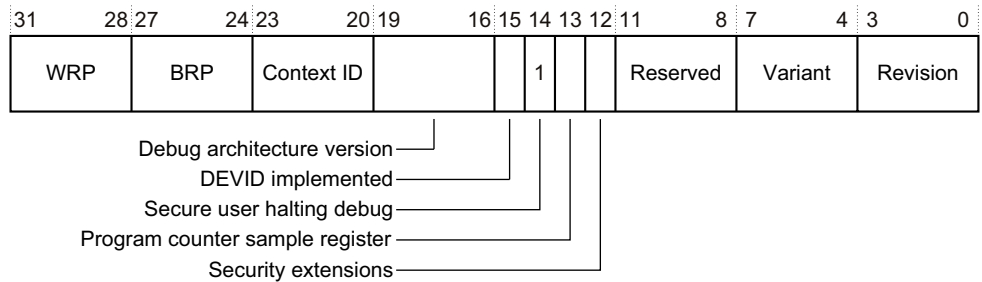 31 28 27 24 23 20 19 16 15 14 13 12 11 8 7 4 3 0
WRP BRP Context ID 1 Reserved Variant Revision
Debug architecture version
DEVID implemented
Secure user halting debug
Program counter sample register
Security extensions